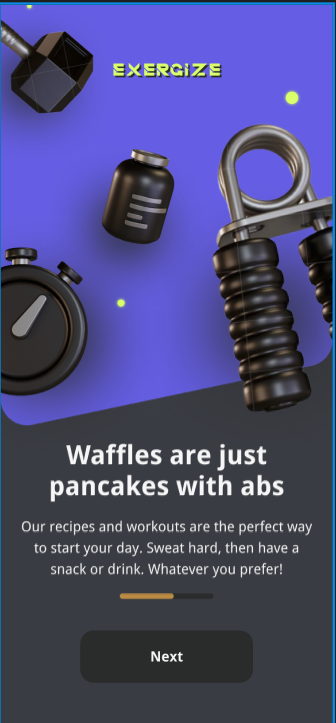 EXERGIZE
Waffles are just
pancakes with abs
Our recipes and workouts are the perfect way
to start your day. Sweat hard, then have a
snack or drink. Whatever you prefer!
Next